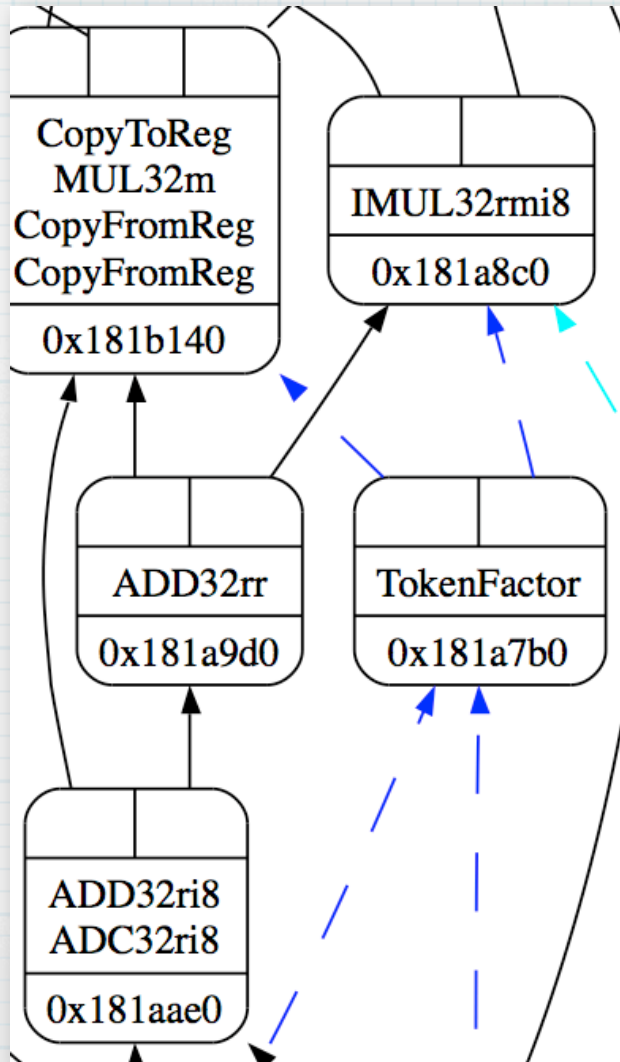 CopyToReg
MUL32m
CopyFromReg
CopyFromReg
0x181b140
IMUL32rmi8
0x181a8c0
ADD32rr
0x181a9d0
TokenFactor
0x181a7b0
ADD32ri8
ADC32ri8
0x181aae0